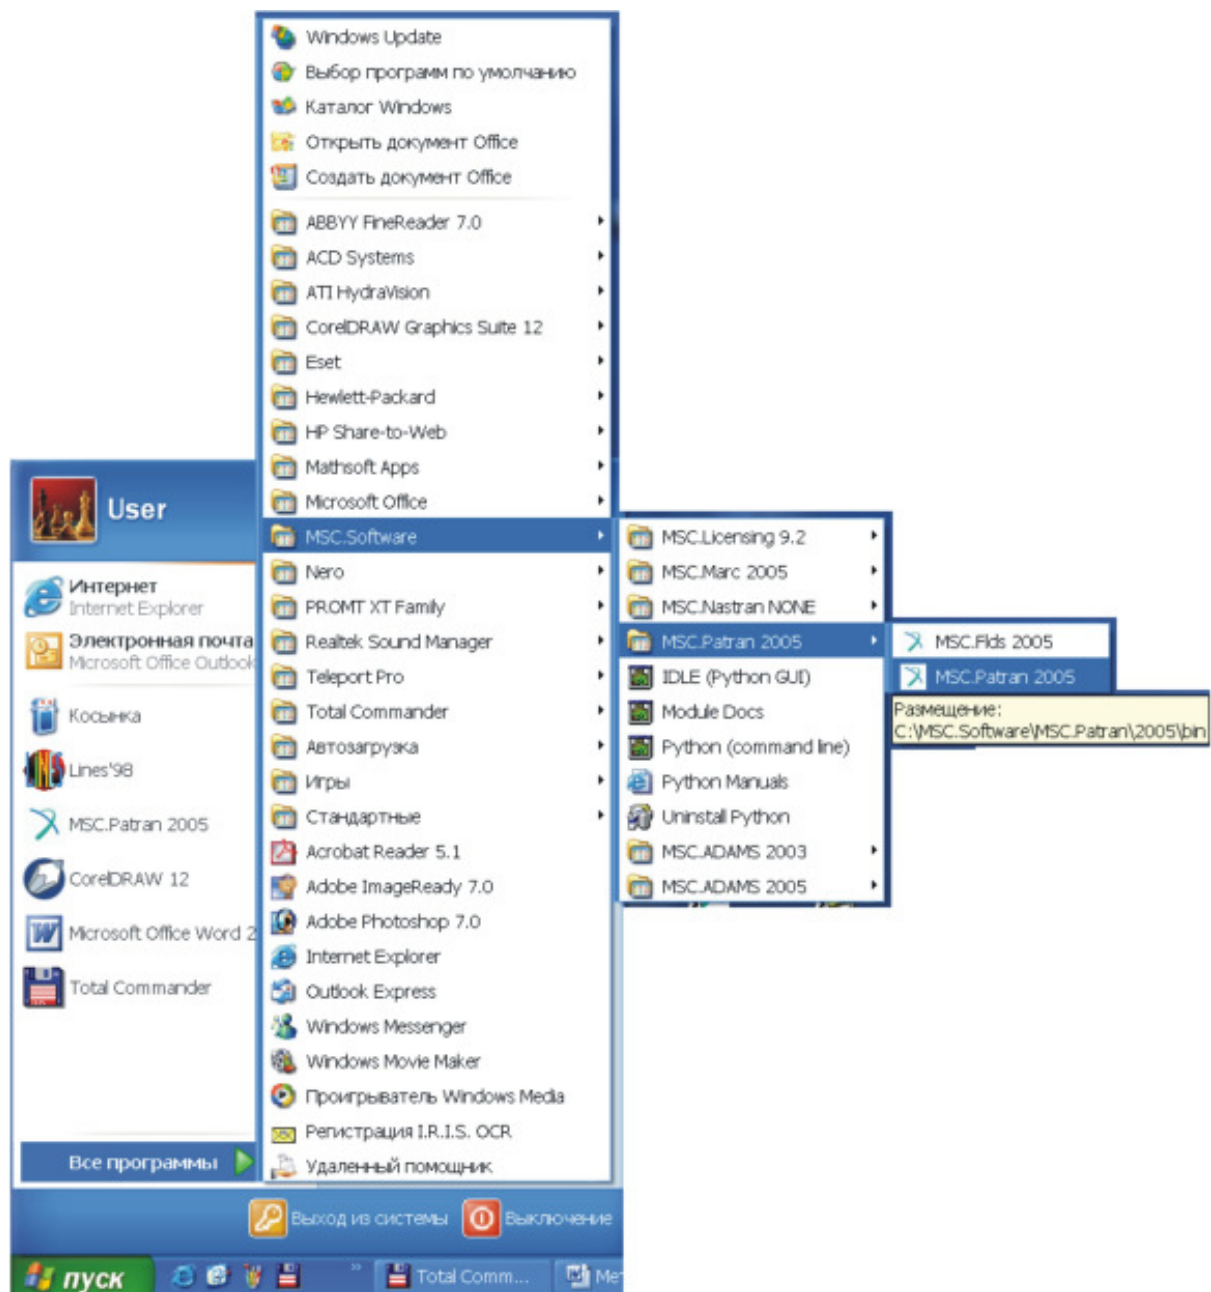 Windows Update
Выбор программ по умолчанию
Каталог Windows
Открыть документ Office
Создать документ Office
ABBYY FineReader 7.0
ACD Systems
ATI HydraVision
CorelDRAW Graphics Suite 12
Eset
Hewlett-Packard
HP Share-to-Web
Mathsoft Apps
Microsoft Office
MSC.Software
Nero
PROMT XT Family
Realtek Sound Manager
Teleport Pro
Total Commander
Автозагрузка
Игры
Стандартные
Acrobat Reader 5.1
Adobe ImageReady 7.0
Adobe Photoshop 7.0
Internet Explorer
Outlook Express
Windows Messenger
Windows Movie Maker
Проигрыватель Windows Media
Регистрация I.R.I.S. OCR
Удаленный помощник
User
Интернет
Internet Explorer
Электронная почта
Microsoft Office Outlook
Косынка
Lines'98
MSC.Patran 2005
CorelDRAW 12
Microsoft Office Word 2
Total Commander
Все программы
MSC.Licensing 9.2
MSC.Marc 2005
MSC.Nastran NONE
MSC.Patran 2005
IDLE (Python GUI)
Module Docs
Python (command line)
Python Manuals
Uninstall Python
MSC.ADAMS 2003
MSC.ADAMS 2005
MSC.Flds 2005
MSC.Patran 2005
Размещение:
C:\MSC.Software\MSC.Patran\2005\bin
Выход из системы
Выключение
пуск
Total Comm...
Мет